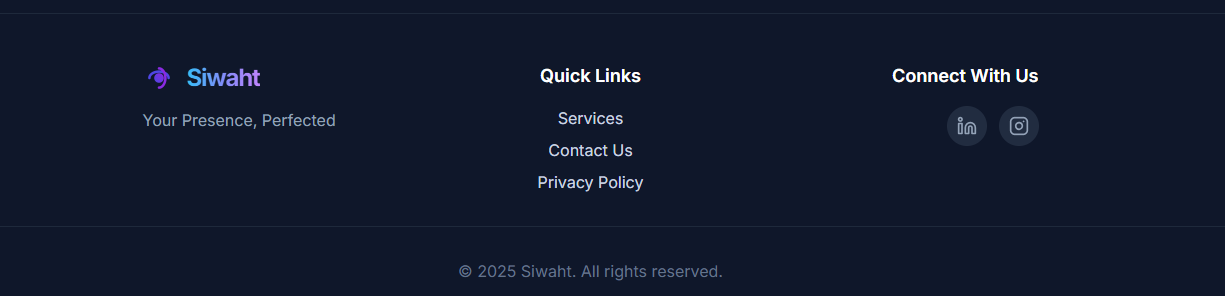 Siwaht
Your Presence, Perfected
Quick Links
Services
Contact Us
Privacy Policy
Connect With Us
© 2025 Siwaht. All rights reserved.